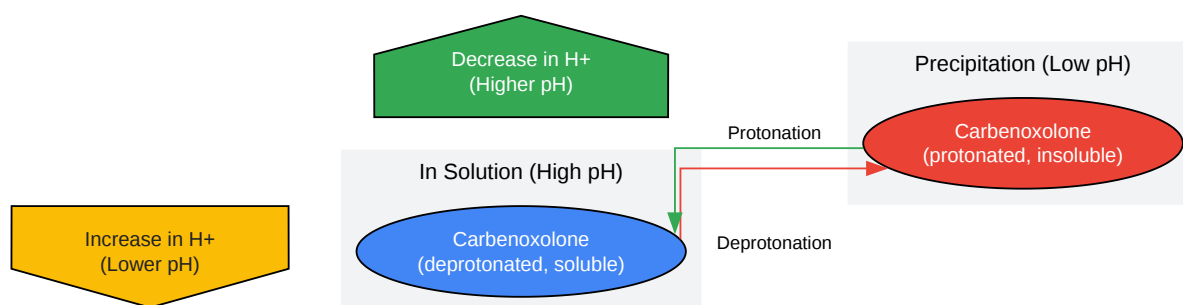 Decrease in H+
(Higher pH)
Precipitation (Low pH)
Carbenoxolone
(protonated, insoluble)
Protonation
In Solution (High pH)
Carbenoxolone
(deprotonated, soluble)
Deprotonation
Increase in H+
(Lower pH)